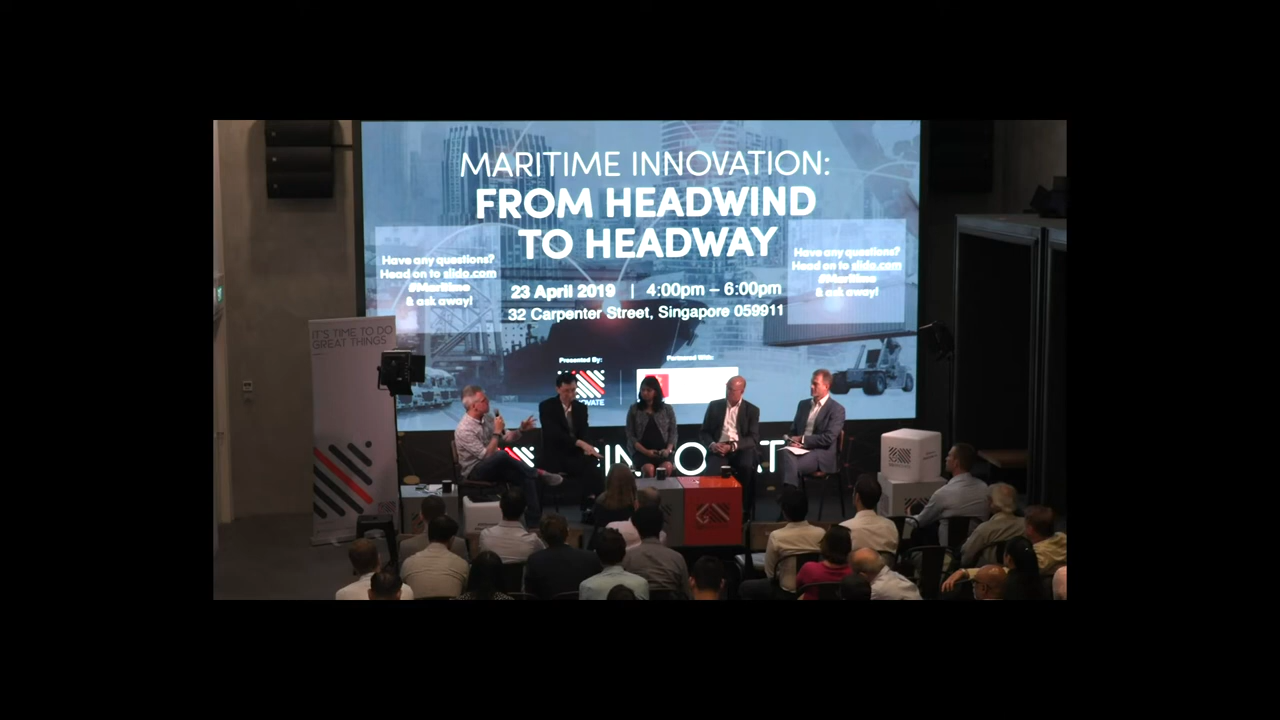 MARITIME INNOVATION:
FROM HEADWIND
TO HEADWAY
Have any questions?
Head on to slido.com
#Maritime
& ask away!
Have any questions?
Head on to slido.com
#Maritime
& ask away!
23 April 2019 | 4:00pm – 6:00pm
32 Carpenter Street, Singapore 059911
Presented By:
Partnered With:
IT'S TIME TO DO
GREAT THINGS